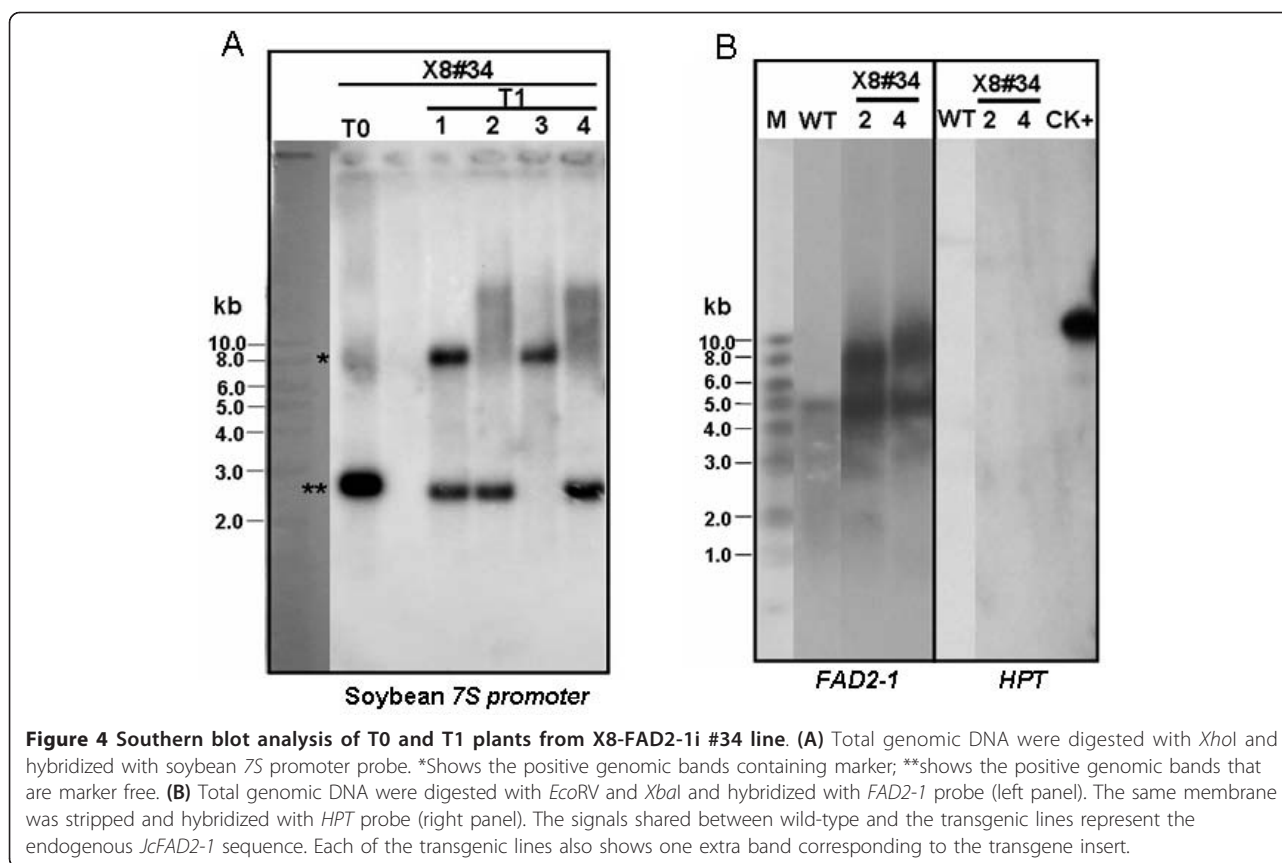 A
X8#34
T1
T0 1 2 3 4
kb
10.0
8.0
*
6.0
5.0
4.0
3.0
**
2.0
Soybean 7S promoter
B
X8#34 X8#34
M WT 2 4 WT 2 4 CK+
kb
10.0
8.0
6.0
5.0
4.0
3.0
2.0
1.0
FAD2-1 HPT
Figure 4 Southern blot analysis of T0 and T1 plants from X8-FAD2-1i #34 line. (A) Total genomic DNA were digested with XhoI and
hybridized with soybean 7S promoter probe. *Shows the positive genomic bands containing marker; **shows the positive genomic bands that
are marker free. (B) Total genomic DNA were digested with EcoRV and XbaI and hybridized with FAD2-1 probe (left panel). The same membrane
was stripped and hybridized with HPT probe (right panel). The signals shared between wild-type and the transgenic lines represent the
endogenous JcFAD2-1 sequence. Each of the transgenic lines also shows one extra band corresponding to the transgene insert.